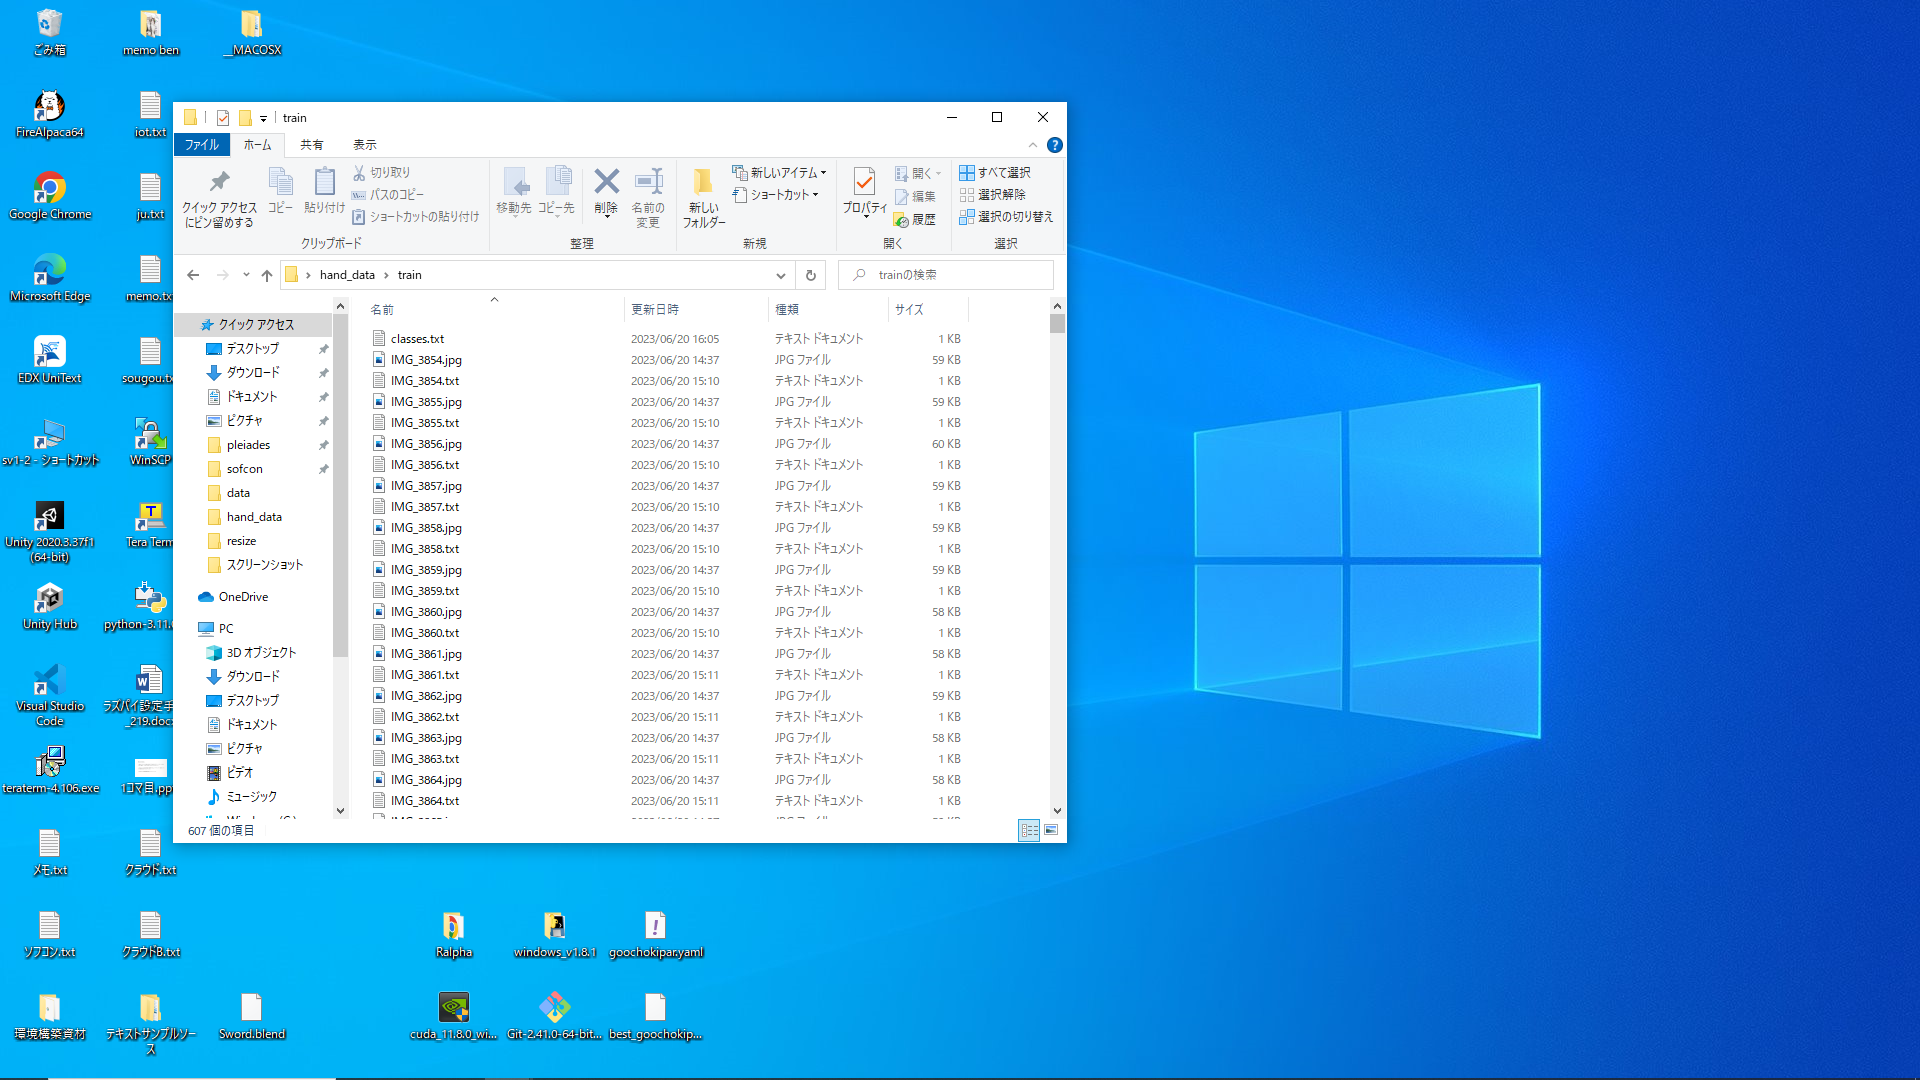 ごみ箱
memo ben
__MACOSX
FireAlpaca64
iot.txt
Google Chrome
ju.txt
Microsoft Edge
memo.tx
EDX UniText
sougou.tx
sv1-2 - ショートカット
WinSCP
Unity 2020.3.37f1
(64-bit)
Tera Term
Unity Hub
python-3.11.
Visual Studio
Code
ラズパイ設定手
_219.docx
teraterm-4.106.exe
1コマ目.pp
メモ.txt
クラウド.txt
ソフコン.txt
クラウドB.txt
環境構築資材
テキストサンプルソー
ス
Sword.blend
Ralpha
windows_v1.8.1
goochokipar.yaml
cuda_11.8.0_wi...
Git-2.41.0-64-bit...
best_goochokip...
train
ファイル ホーム 共有 表示
クイック アクセス
にピン留めする
コピー
貼り付け
切り取り
パスのコピー
ショートカットの貼り付け
クリップボード
移動先
コピー先
削除
名前の
変更
整理
新しい
フォルダー
新しいアイテム
ショートカット
新規
プロパティ
開く
編集
履歴
開く
すべて選択
選択解除
選択の切り替え
選択
hand_data › train
trainの検索
クイック アクセス
デスクトップ
ダウンロード
ドキュメント
ピクチャ
pleiades
sofcon
data
hand_data
resize
スクリーンショット
OneDrive
PC
3D オブジェクト
ダウンロード
デスクトップ
ドキュメント
ピクチャ
ビデオ
ミュージック
名前 更新日時 種類 サイズ
classes.txt 2023/06/20 16:05 テキスト ドキュメント 1 KB
IMG_3854.jpg 2023/06/20 14:37 JPG ファイル 59 KB
IMG_3854.txt 2023/06/20 15:10 テキスト ドキュメント 1 KB
IMG_3855.jpg 2023/06/20 14:37 JPG ファイル 59 KB
IMG_3855.txt 2023/06/20 15:10 テキスト ドキュメント 1 KB
IMG_3856.jpg 2023/06/20 14:37 JPG ファイル 60 KB
IMG_3856.txt 2023/06/20 15:10 テキスト ドキュメント 1 KB
IMG_3857.jpg 2023/06/20 14:37 JPG ファイル 59 KB
IMG_3857.txt 2023/06/20 15:10 テキスト ドキュメント 1 KB
IMG_3858.jpg 2023/06/20 14:37 JPG ファイル 59 KB
IMG_3858.txt 2023/06/20 15:10 テキスト ドキュメント 1 KB
IMG_3859.jpg 2023/06/20 14:37 JPG ファイル 59 KB
IMG_3859.txt 2023/06/20 15:10 テキスト ドキュメント 1 KB
IMG_3860.jpg 2023/06/20 14:37 JPG ファイル 58 KB
IMG_3860.txt 2023/06/20 15:10 テキスト ドキュメント 1 KB
IMG_3861.jpg 2023/06/20 14:37 JPG ファイル 58 KB
IMG_3861.txt 2023/06/20 15:11 テキスト ドキュメント 1 KB
IMG_3862.jpg 2023/06/20 14:37 JPG ファイル 59 KB
IMG_3862.txt 2023/06/20 15:11 テキスト ドキュメント 1 KB
IMG_3863.jpg 2023/06/20 14:37 JPG ファイル 58 KB
IMG_3863.txt 2023/06/20 15:11 テキスト ドキュメント 1 KB
IMG_3864.jpg 2023/06/20 14:37 JPG ファイル 58 KB
IMG_3864.txt 2023/06/20 15:11 テキスト ドキュメント 1 KB
607 個の項目